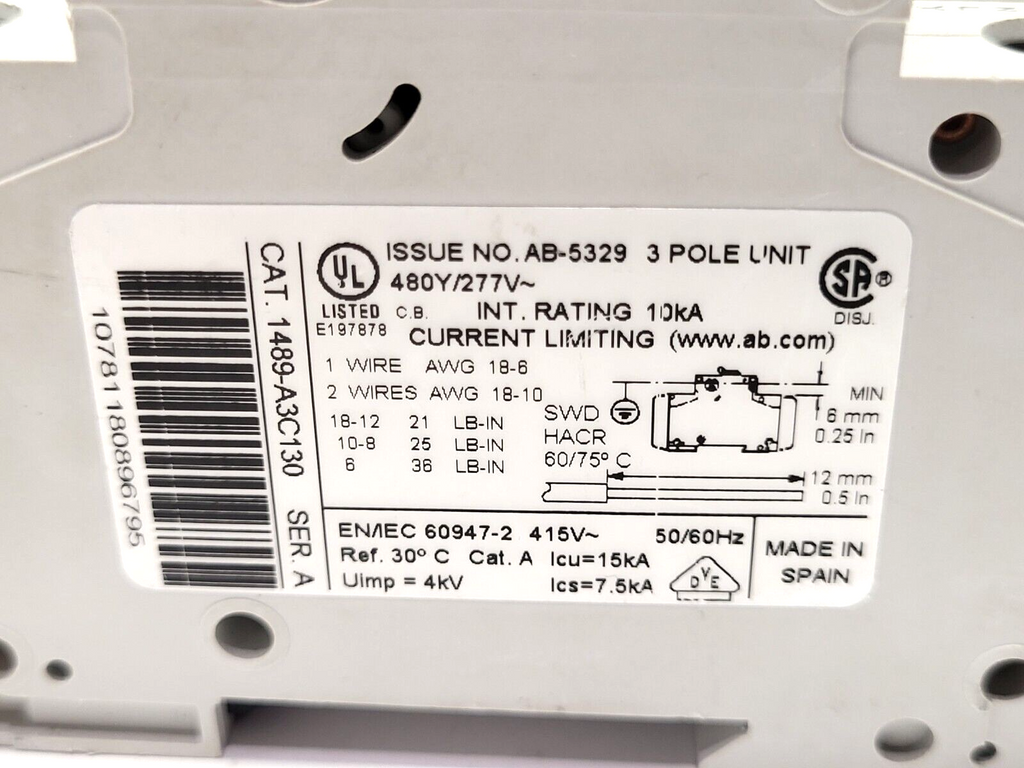 10781180896795
CAT. 1489-A3C130 SER. A
UL
LISTED C.B.
E197878
ISSUE NO. AB-5329 3 POLE UNIT
480Y/277V~
INT. RATING 10kA
CURRENT LIMITING (www.ab.com)
SA ®
DISJ.
1 WIRE AWG 18-6
2 WIRES AWG 18-10
18-12 21 LB-IN
10-8 25 LB-IN
6 36 LB-IN
SWD
HACR
60/75° C
MIN
6 mm
0.25 In
12 mm
0.5 In
EN/IEC 60947-2 415V~ 50/60Hz
Ref. 30° C Cat. A Icu=15kA
Uimp = 4kV Ics=7.5kA
DVE
MADE IN
SPAIN